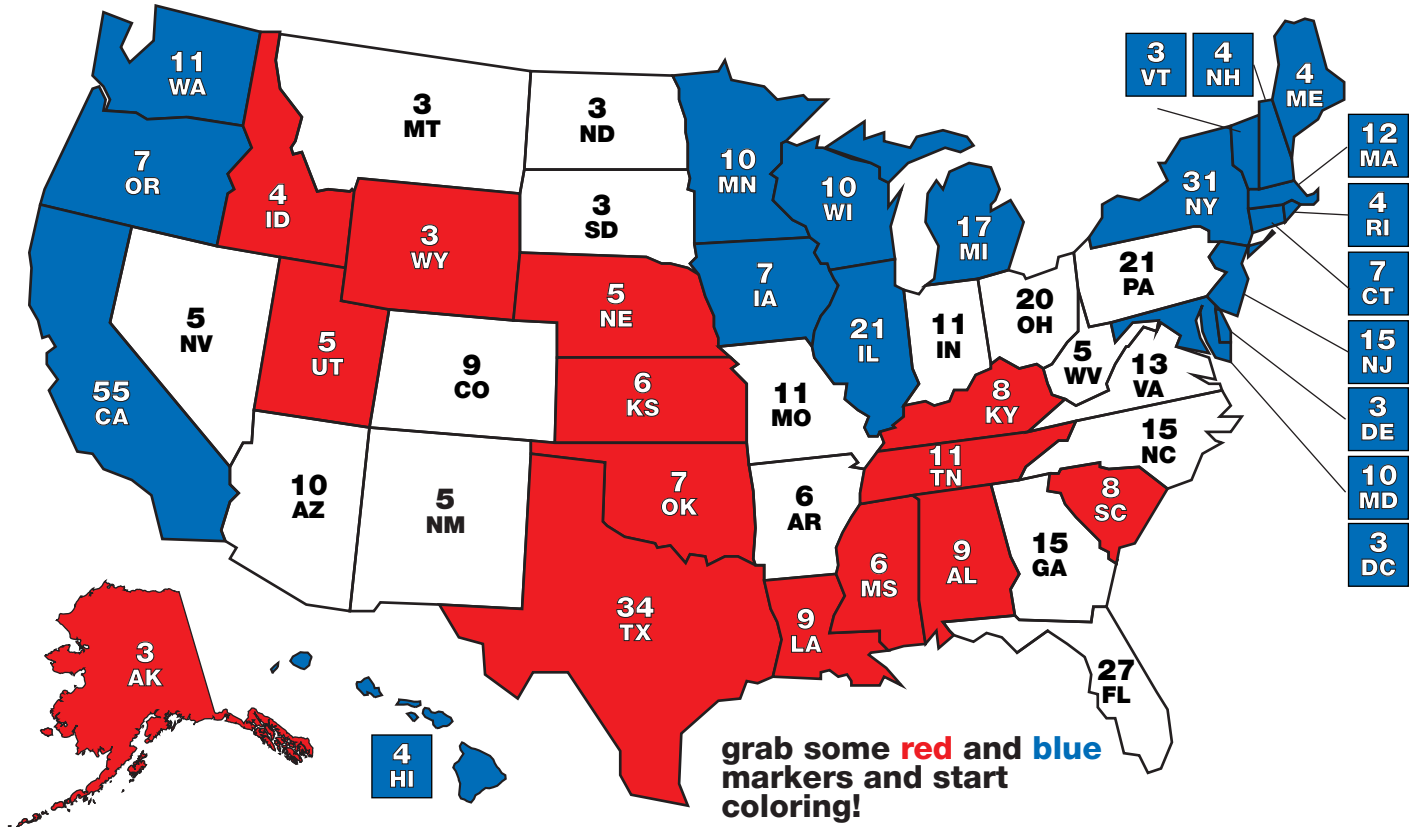 11
WA
3
MT
3
ND
10
MN
10
WI
17
MI
3
VT
4
NH
4
ME
12
MA
4
RI
7
CT
15
NJ
3
DE
10
MD
3
DC
7
OR
4
ID
3
WY
3
SD
7
IA
31
NY
21
PA
5
NE
21
IL
11
IN
20
OH
5
WV
13
VA
5
NV
5
UT
9
CO
6
KS
11
MO
8
KY
15
NC
55
CA
10
AZ
5
NM
7
OK
6
AR
11
TN
8
SC
34
TX
9
LA
6
MS
9
AL
15
GA
27
FL
3
AK
4
HI
grab some red and blue
markers and start
coloring!